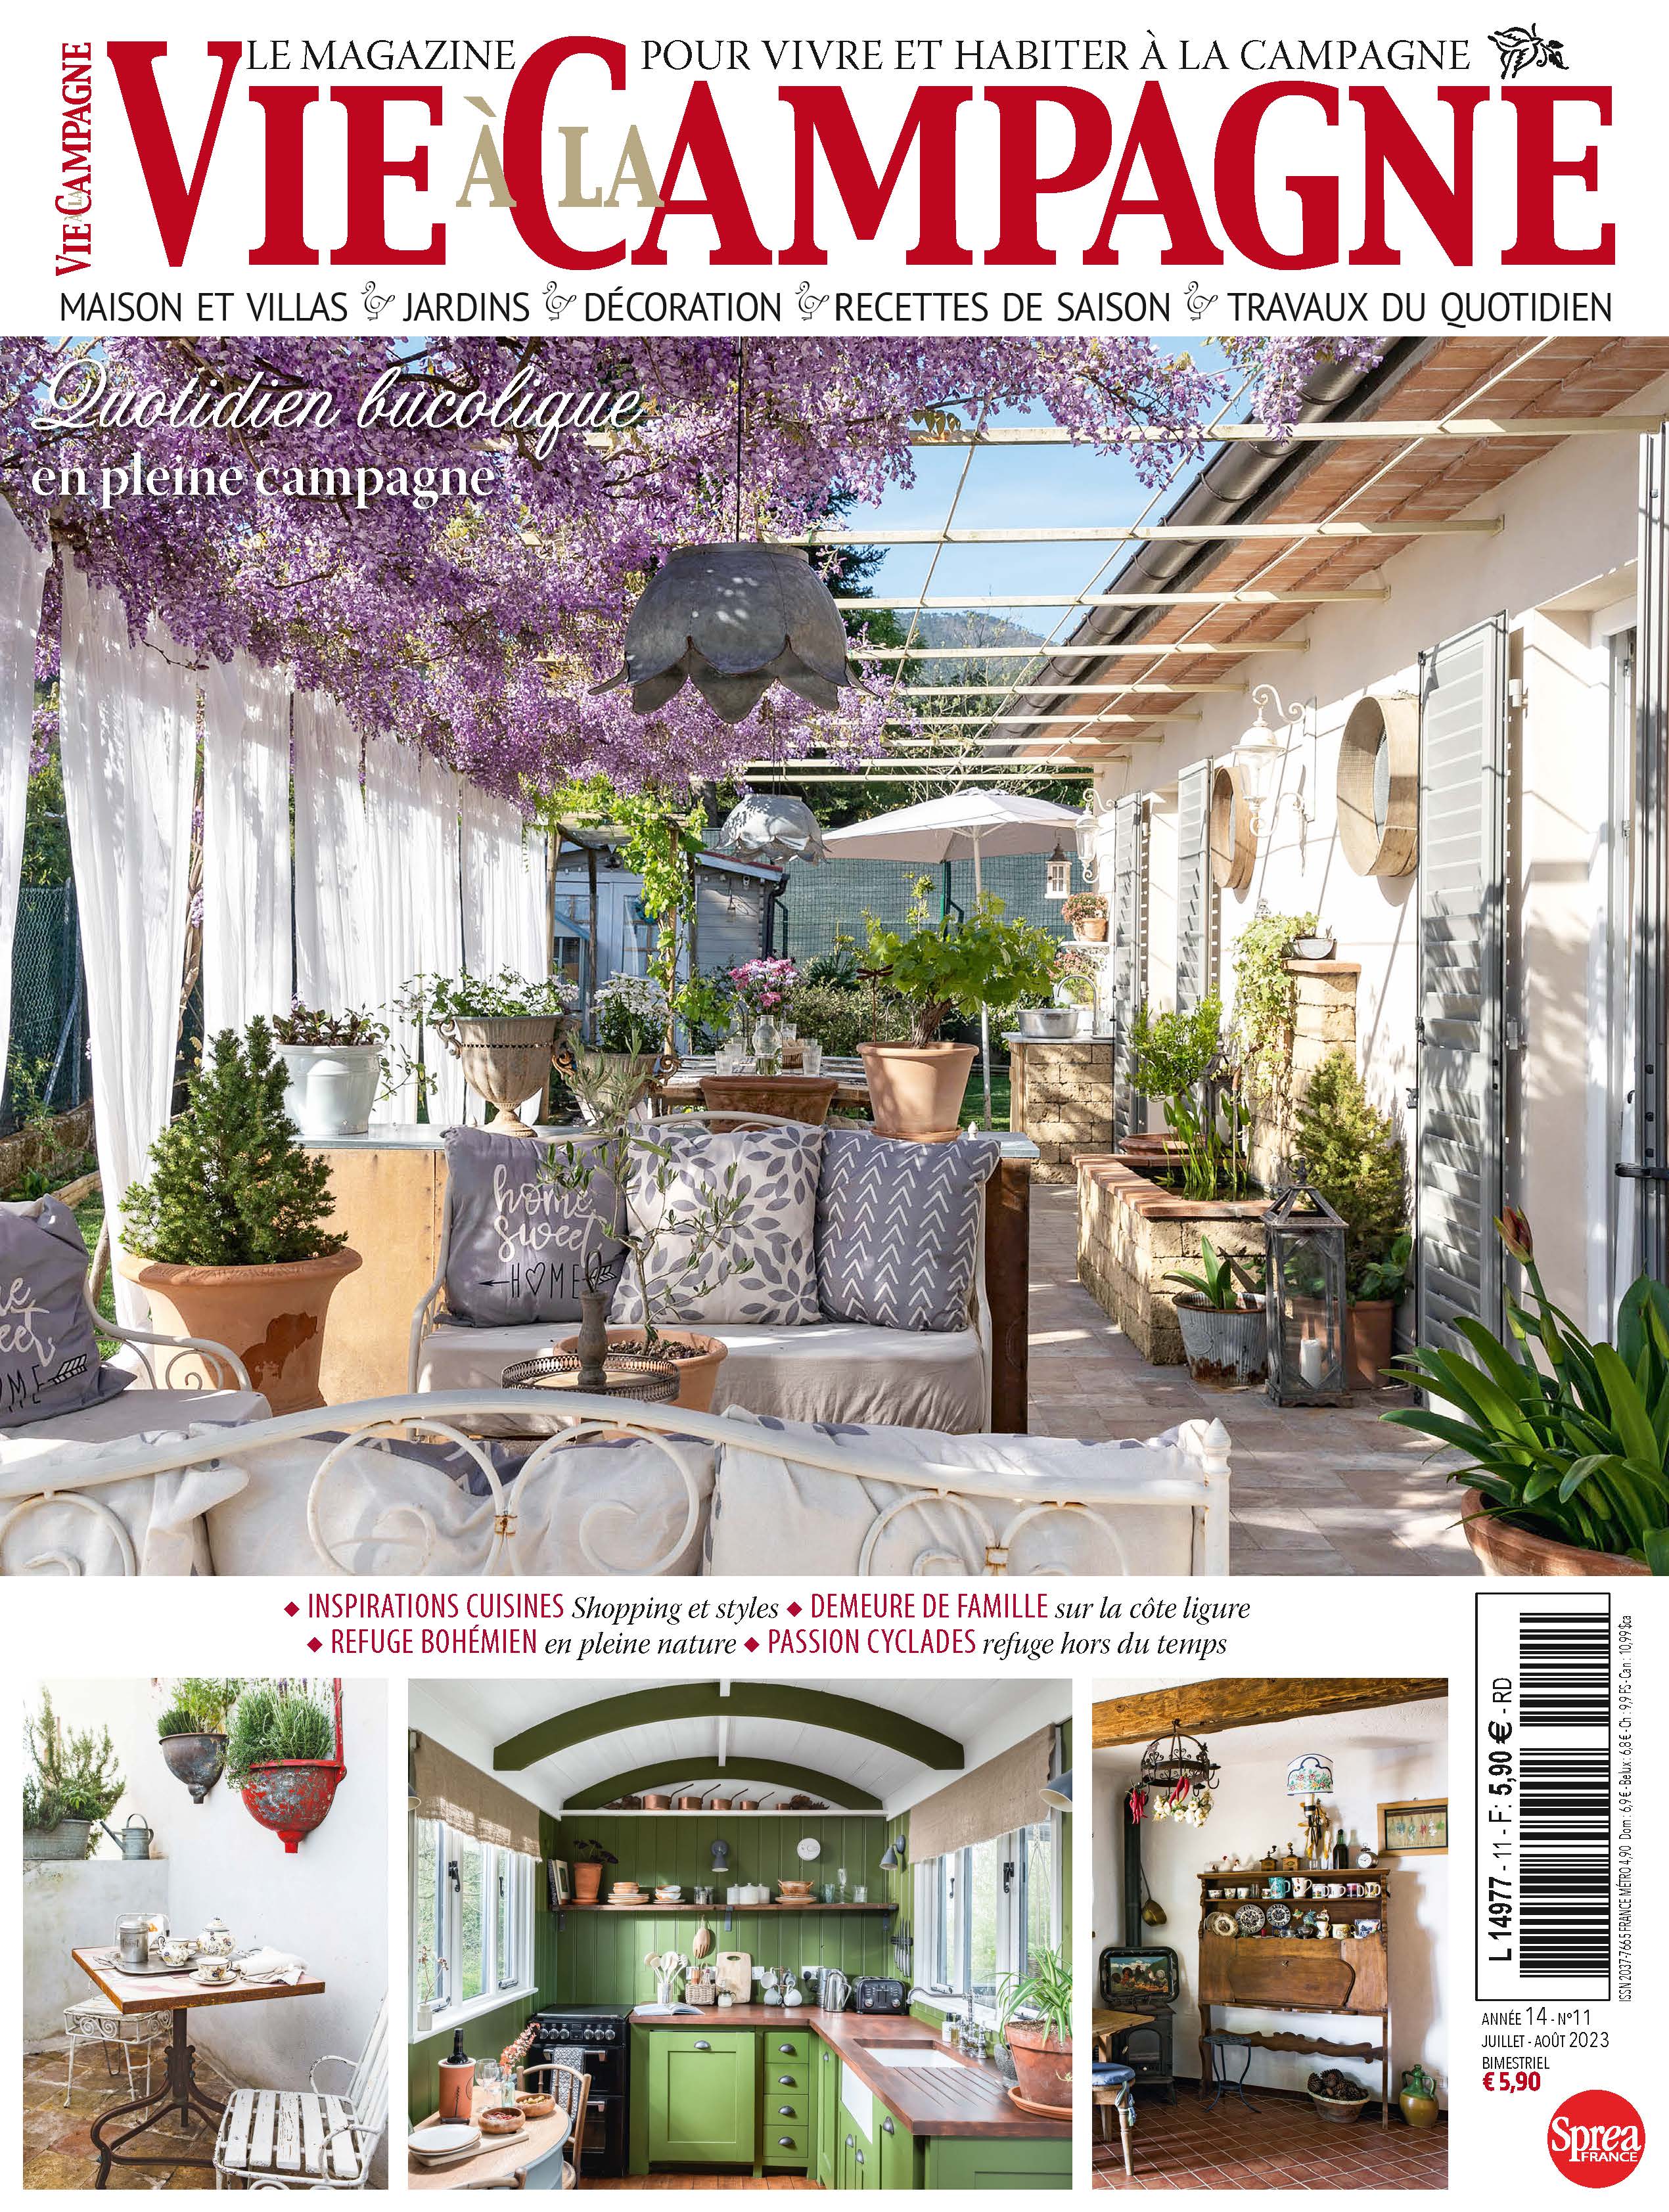 LE MAGAZINE POUR VIVRE ET HABITER À LA CAMPAGNE
VIE À LA CAMPAGNE
VIE À LA CAMPAGNE
MAISON ET VILLAS & JARDINS & DÉCORATION & RECETTES DE SAISON & TRAVAUX DU QUOTIDIEN
Quotidien bucolique
en pleine campagne
home
sweet
HOME
♦ INSPIRATIONS CUISINES Shopping et styles ♦ DEMEURE DE FAMILLE sur la côte ligure
♦ REFUGE BOHÉMIEN en pleine nature ♦ PASSION CYCLADES refuge hors du temps
L 14977 - 11 - F: 5,90 € - RD
ISSN 2037-7665 FRANCE MÉTRO 4,90 Dom : 6,9 € - Belux : 6,8 € - Ch : 9,9 FS - Can : 10,99 $ca
ANNÉE 14 - N°11
JUILLET - AOÛT 2023
BIMESTRIEL
€ 5,90
Sprea
FRANCE